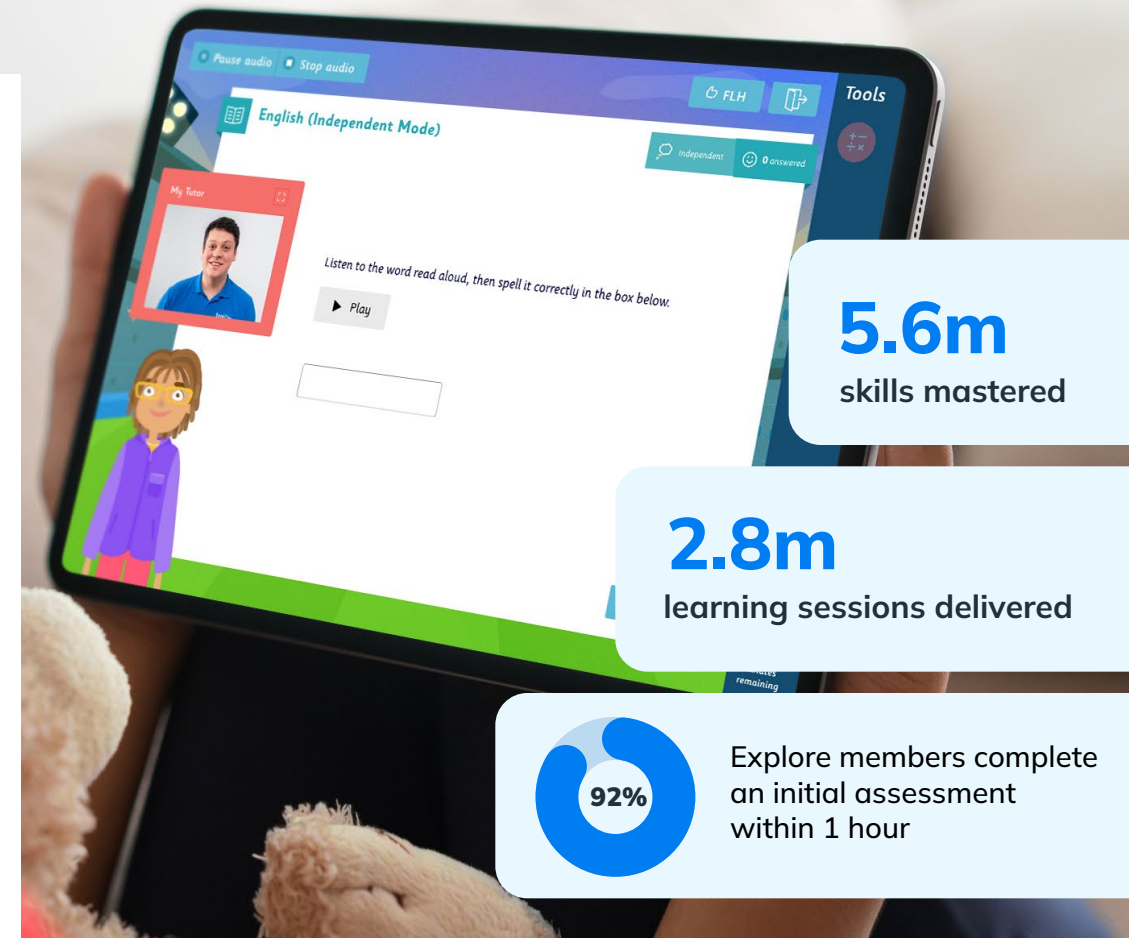 Pause audio
Stop audio
FLH
Tools
English (Independent Mode)
Independent
0 answered
My Tutor
Listen to the word read aloud, then spell it correctly in the box below.
Play
5.6m
skills mastered
2.8m
learning sessions delivered
remaining
92%
Explore members complete
an initial assessment
within 1 hour